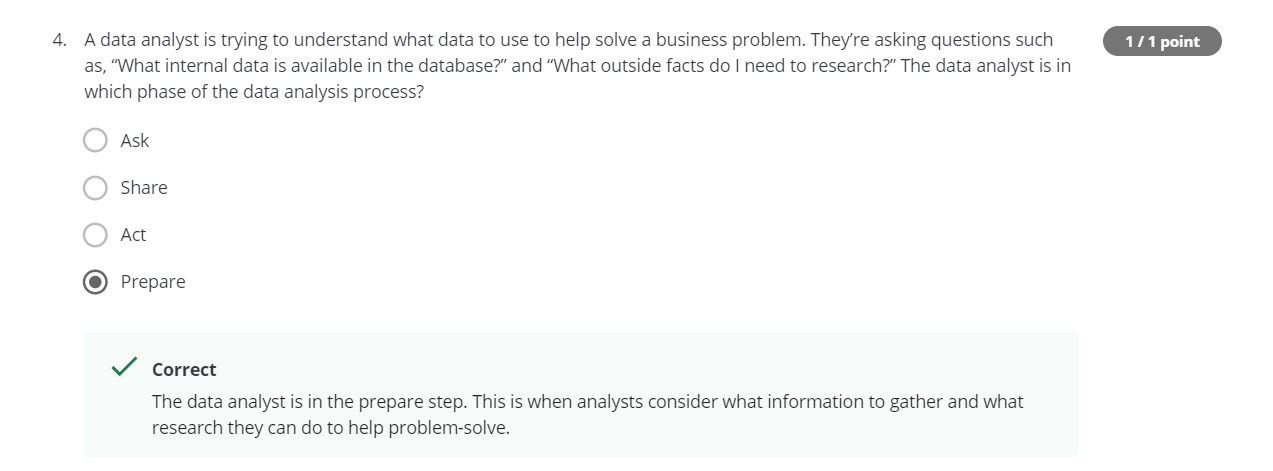 4. A data analyst is trying to understand what data to use to help solve a business problem. They’re asking questions such
1 / 1 point
as, “What internal data is available in the database?” and “What outside facts do I need to research?” The data analyst is in
which phase of the data analysis process?
Ask
Share
Act
Prepare
Correct
The data analyst is in the prepare step. This is when analysts consider what information to gather and what
research they can do to help problem-solve.